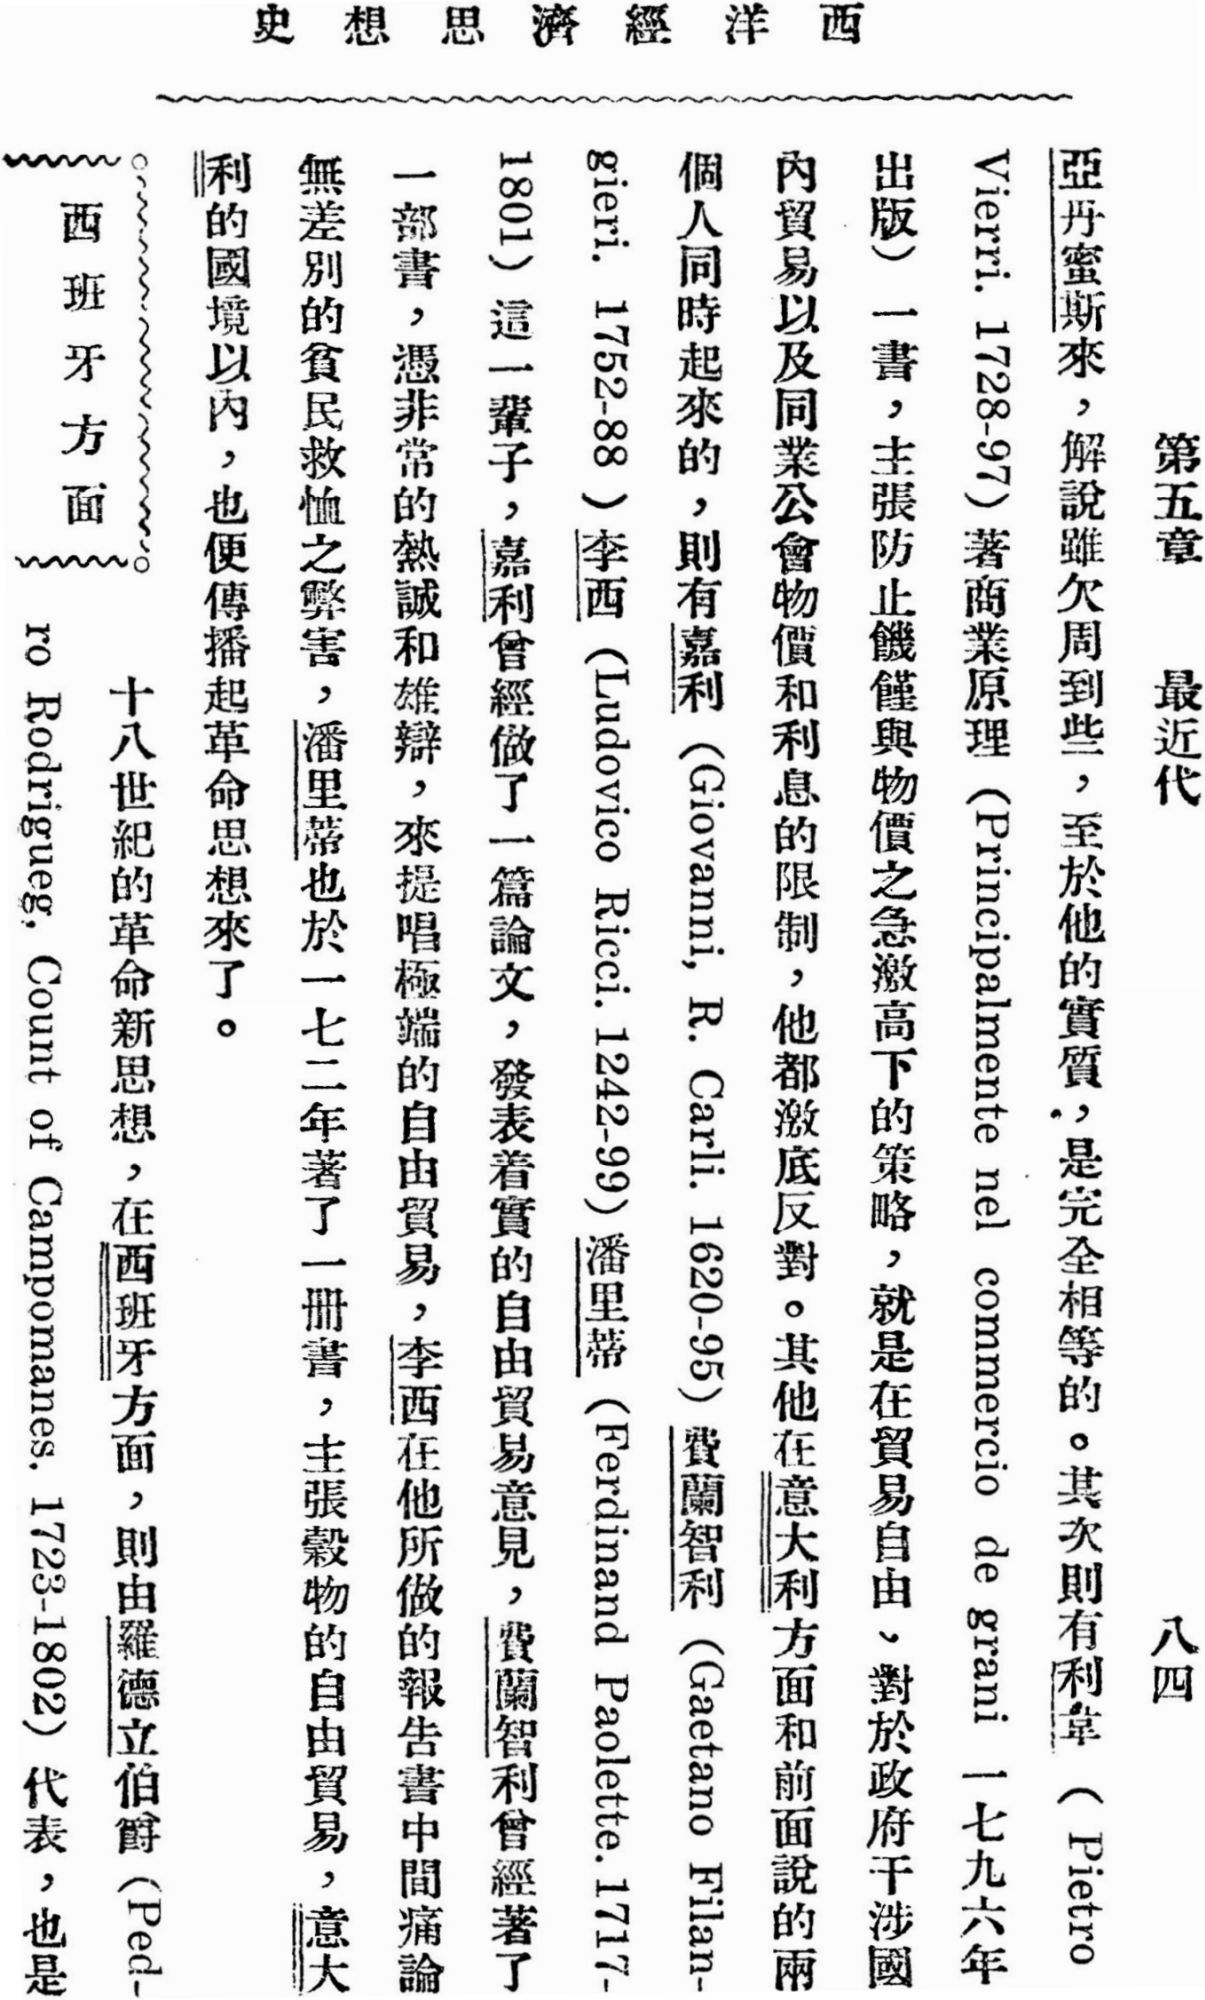 西洋經濟思想史
第五章　最近代　八四
亞丹蜜斯來，解說雖欠周到些，至於他的實質，是完全相等的。其次則有利韋（Pietro
Vierri. 1728-97）著商業原理（Principalmente nel commercio de grani 一七九六年
出版）一書，主張防止饑饉與物價之急激高下的策略，就是在貿易自由、對於政府干涉國
內貿易以及同業公會物價和利息的限制，他都激底反對。其他在意大利方面和前面說的兩
個人同時起來的，則有嘉利（Giovanni, R. Carli. 1620-95）費蘭智利（Gaetano Filan-
gieri. 1752-88）李西（Ludovico Ricci. 1242-99）潘里蒂（Ferdinand Paolette. 1717-
1801）這一輩子，嘉利曾經做了一篇論文，發表着實的自由貿易意見，費蘭智利曾經著了
一部書，憑非常的熱誠和雄辯，來提唱極端的自由貿易，李西在他所做的報告書中間痛論
無差別的貧民救恤之弊害，潘里蒂也於一七二年著了一冊書，主張穀物的自由貿易，意大
利的國境以內，也便傳播起革命思想來了。
西班牙方面
十八世紀的革命新思想，在西班牙方面，則由羅德立伯爵（Ped-
ro Rodrigueg, Count of Campomanes. 1723-1802）代表，也是